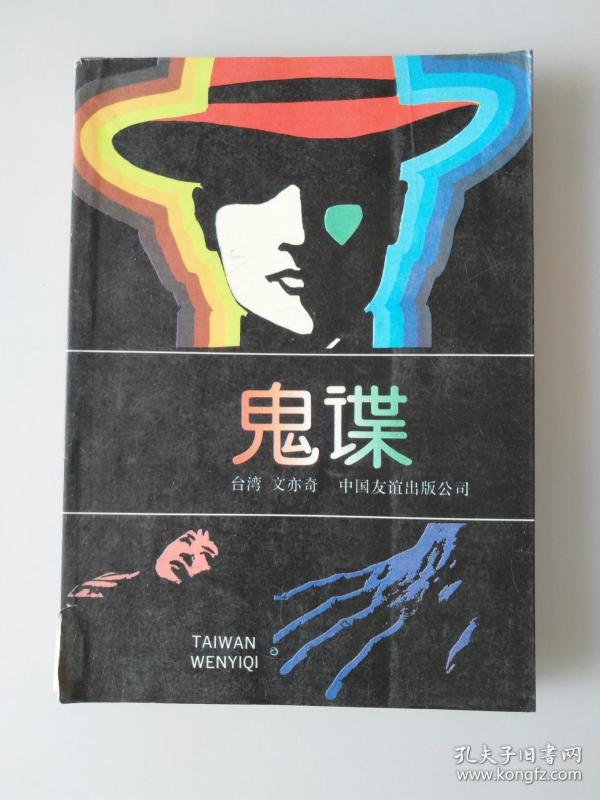 鬼谍
台湾 文亦奇 中国友谊出版公司
TAIWAN
WENYIQI
孔夫子旧书网
www.kongfz.com